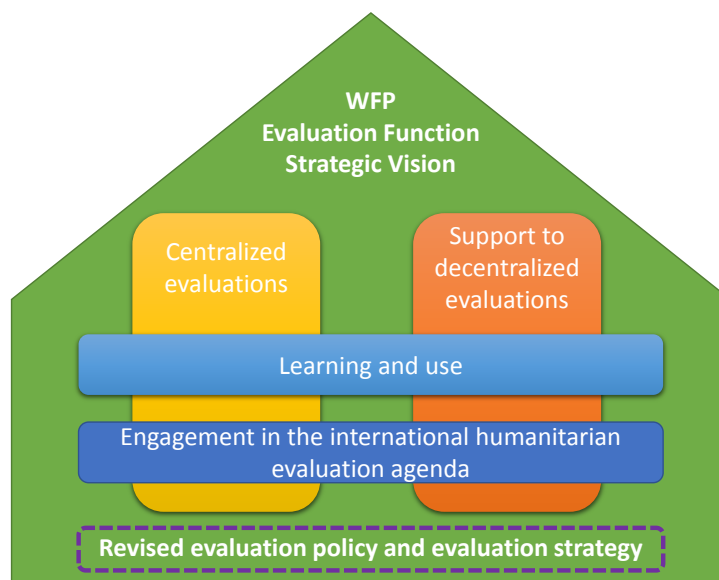 WFP
Evaluation Function
Strategic Vision
Centralized
evaluations
Support to
decentralized
evaluations
Learning and use
Engagement in the international humanitarian
evaluation agenda
Revised evaluation policy and evaluation strategy